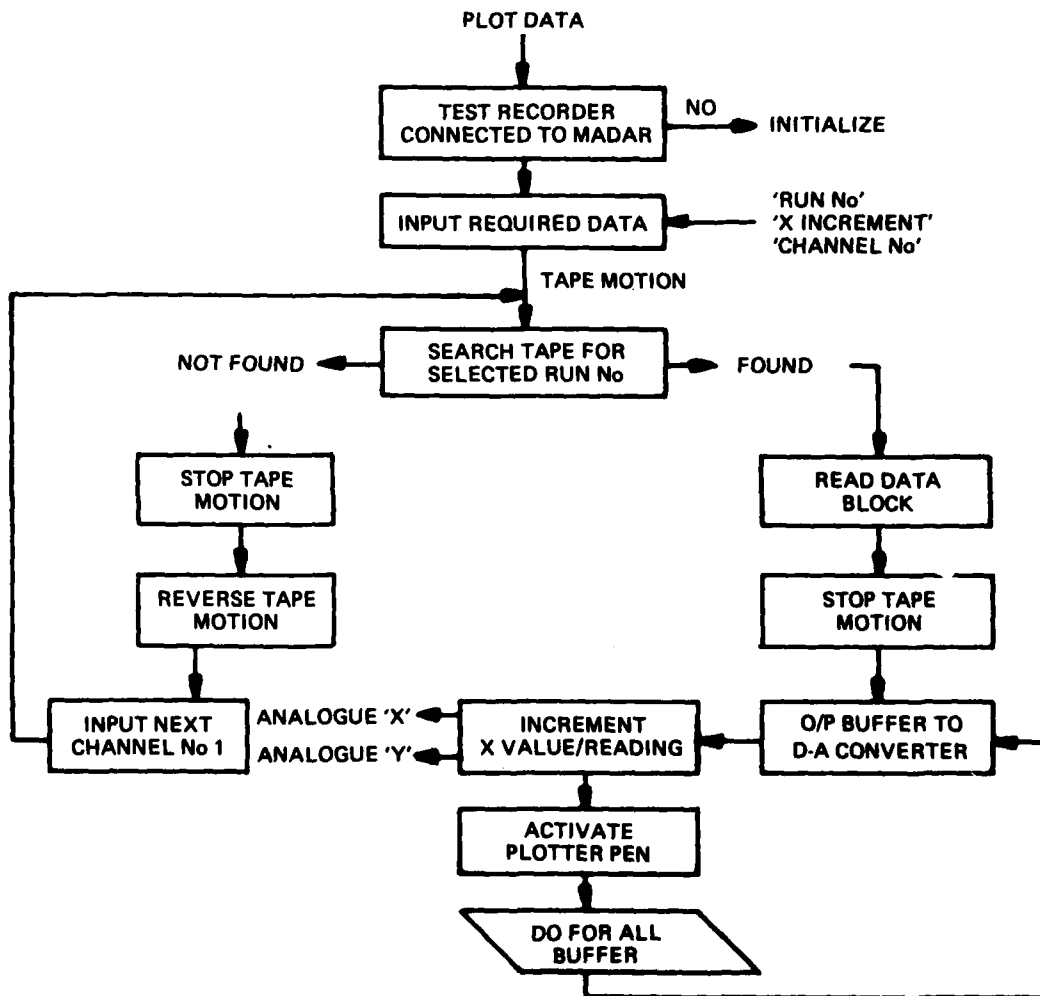 PLOT DATA
TEST RECORDER
CONNECTED TO MADAR
NO
INITIALIZE
INPUT REQUIRED DATA
'RUN No'
'X INCREMENT'
'CHANNEL No'
TAPE MOTION
SEARCH TAPE FOR
SELECTED RUN No
NOT FOUND
FOUND
STOP TAPE
MOTION
READ DATA
BLOCK
REVERSE TAPE
MOTION
STOP TAPE
MOTION
INPUT NEXT
CHANNEL No 1
ANALOGUE 'X'
ANALOGUE 'Y'
INCREMENT
X VALUE/READING
O/P BUFFER TO
D-A CONVERTER
ACTIVATE
PLOTTER PEN
DO FOR ALL
BUFFER